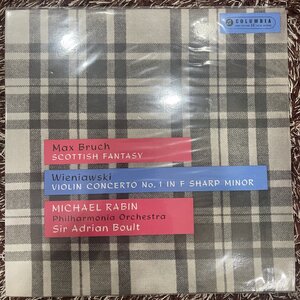 COLUMBIA
Max Bruch
SCOTTISH FANTASY
Wieniawski
VIOLIN CONCERTO No. 1 IN F SHARP MINOR
MICHAEL RABIN
Philharmonia Orchestra
Sir Adrian Boult